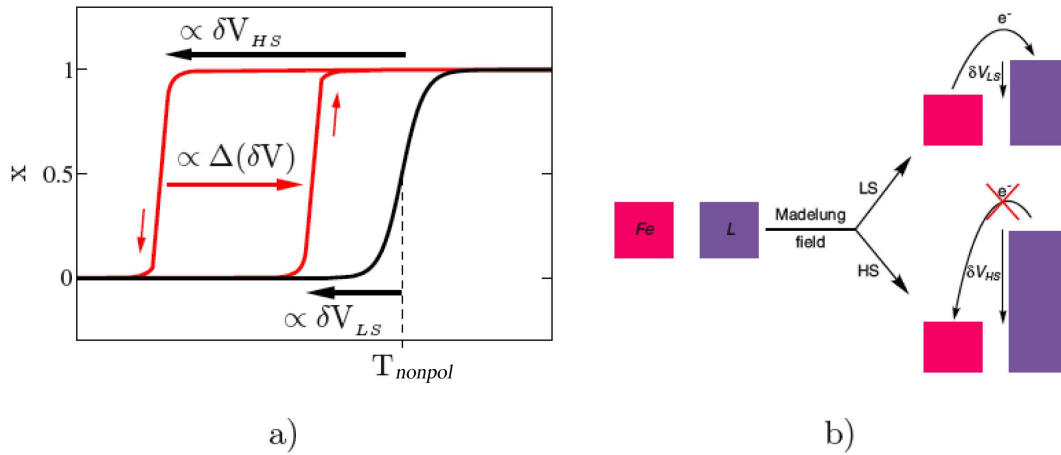 ∝ δV_HS
1
∝ Δ(δV)
x
0.5
0
∝ δV_LS
T_nonpol
a)
e-
δV_LS
LS
Fe
L
Madelung
field
HS
e-
δV_HS
b)